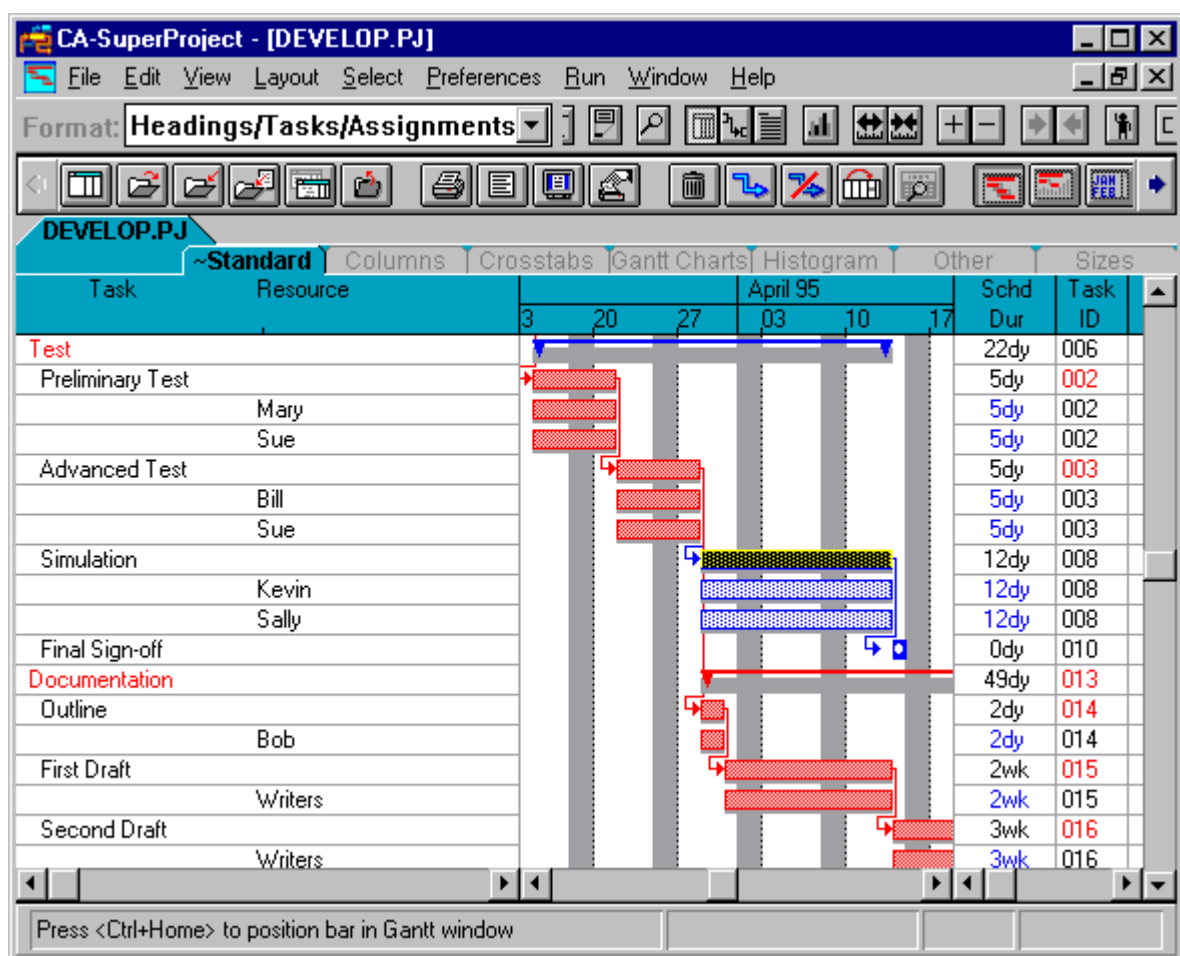 CA-SuperProject - [DEVELOP.PJ]
File Edit View Layout Select Preferences Run Window Help
Format: Headings/Tasks/Assignments
JAN FEB
DEVELOP.PJ
~Standard Columns Crosstabs Gantt Charts Histogram Other Sizes
Task Resource April 95 Schd Task
3 20 27 03 10 17 Dur ID
Test 22dy 006
Preliminary Test 5dy 002
Mary 5dy 002
Sue 5dy 002
Advanced Test 5dy 003
Bill 5dy 003
Sue 5dy 003
Simulation 12dy 008
Kevin 12dy 008
Sally 12dy 008
Final Sign-off 0dy 010
Documentation 49dy 013
Outline 2dy 014
Bob 2dy 014
First Draft 2wk 015
Writers 2wk 015
Second Draft 3wk 016
Writers 3wk 016
Press <Ctrl+Home> to position bar in Gantt window